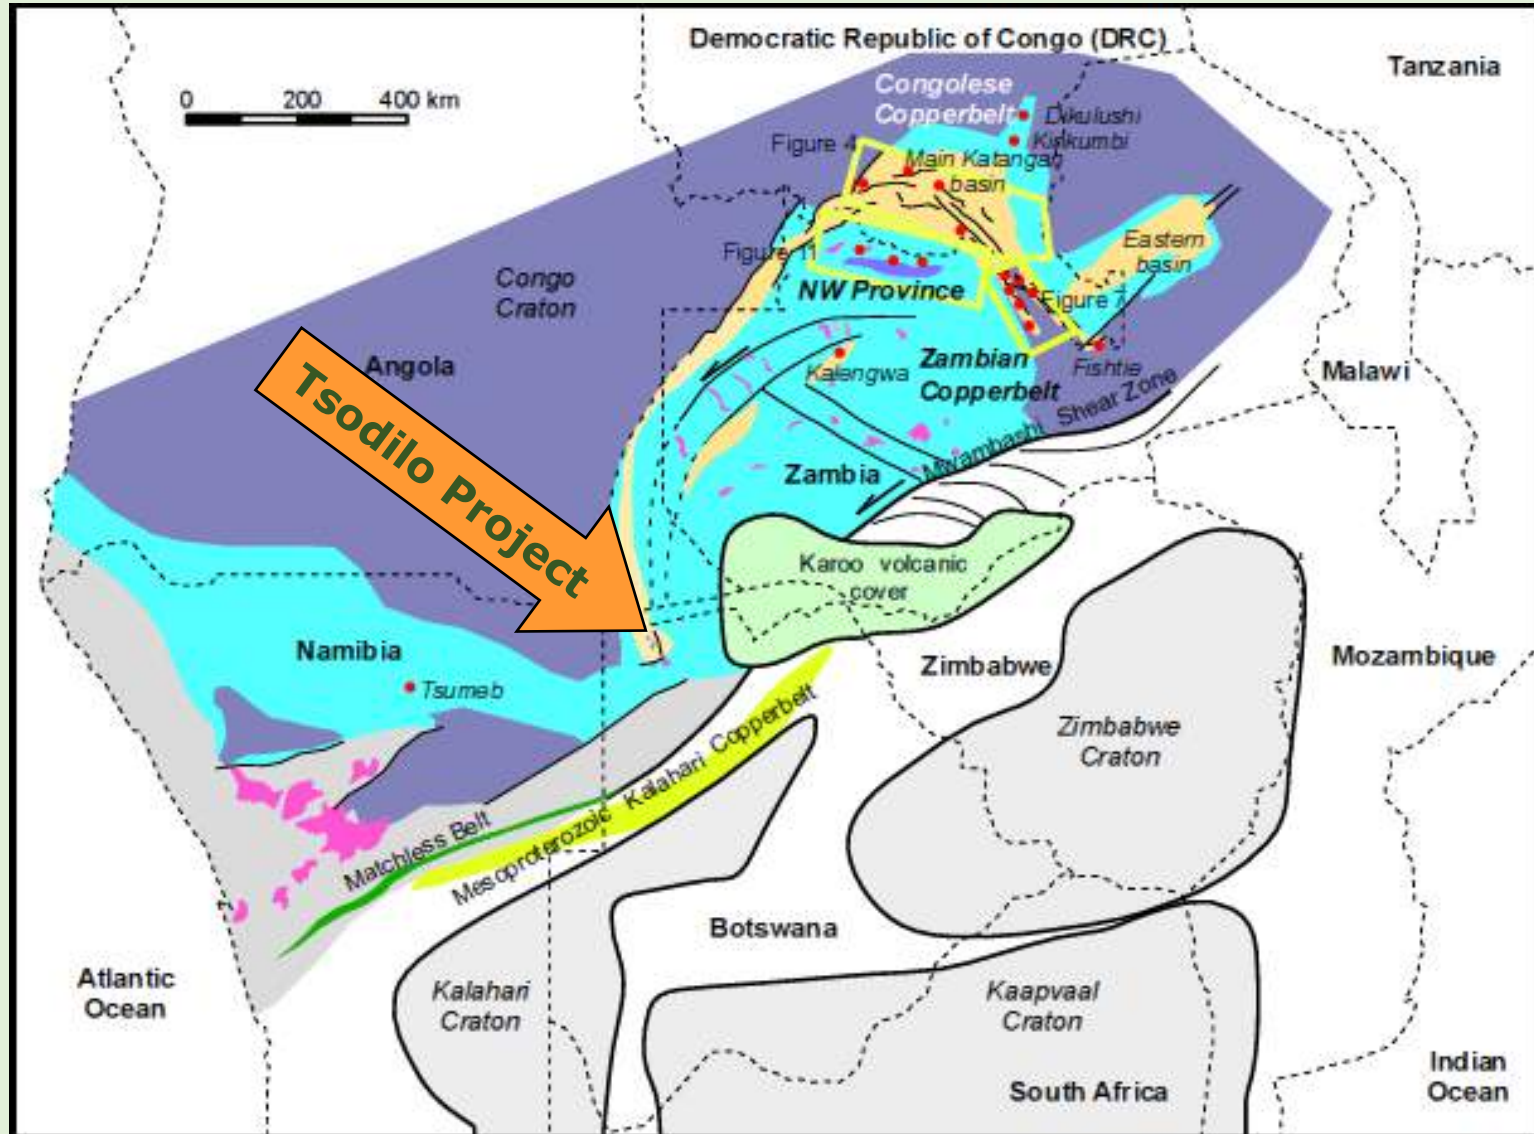 Democratic Republic of Congo (DRC)
Tanzania
0 200 400 km
Congolese
Copperbelt
Dikulushi
Kinkumbi
Figure 4
Main Katangan
basin
Eastern
basin
Figure 11
Congo
Craton
NW Province
Figure 7
Angola
Kalengwa
Zambian
Copperbelt
Fishtie
Malawi
Mwambashi Shear Zone
Tsodilo Project
Zambia
Karoo volcanic
cover
Namibia
Tsumeb
Zimbabwe
Mozambique
Zimbabwe
Craton
Matchless Belt
Mesoproterozoic Kalahari Copperbelt
Botswana
Atlantic
Ocean
Kalahari
Craton
Kaapvaal
Craton
South Africa
Indian
Ocean